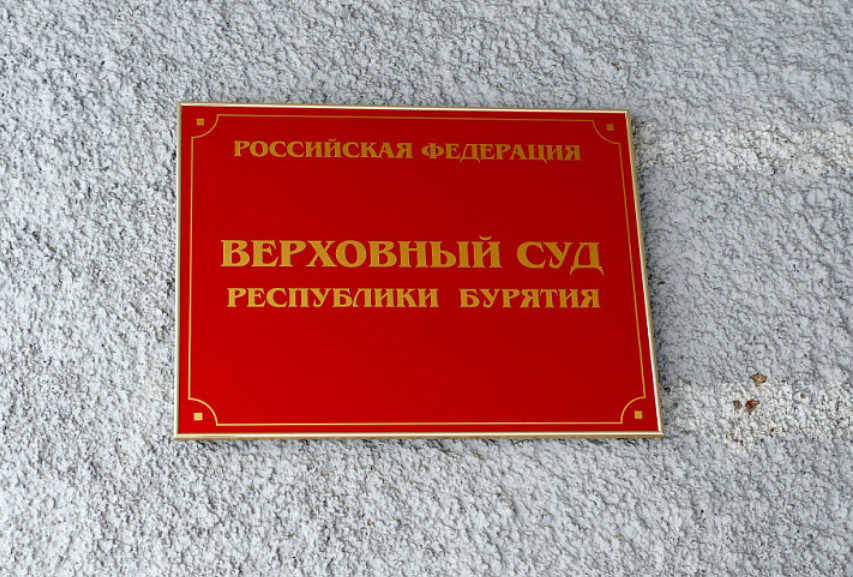 РОССИЙСКАЯ ФЕДЕРАЦИЯ
ВЕРХОВНЫЙ СУД
РЕСПУБЛИКИ БУРЯТИЯ